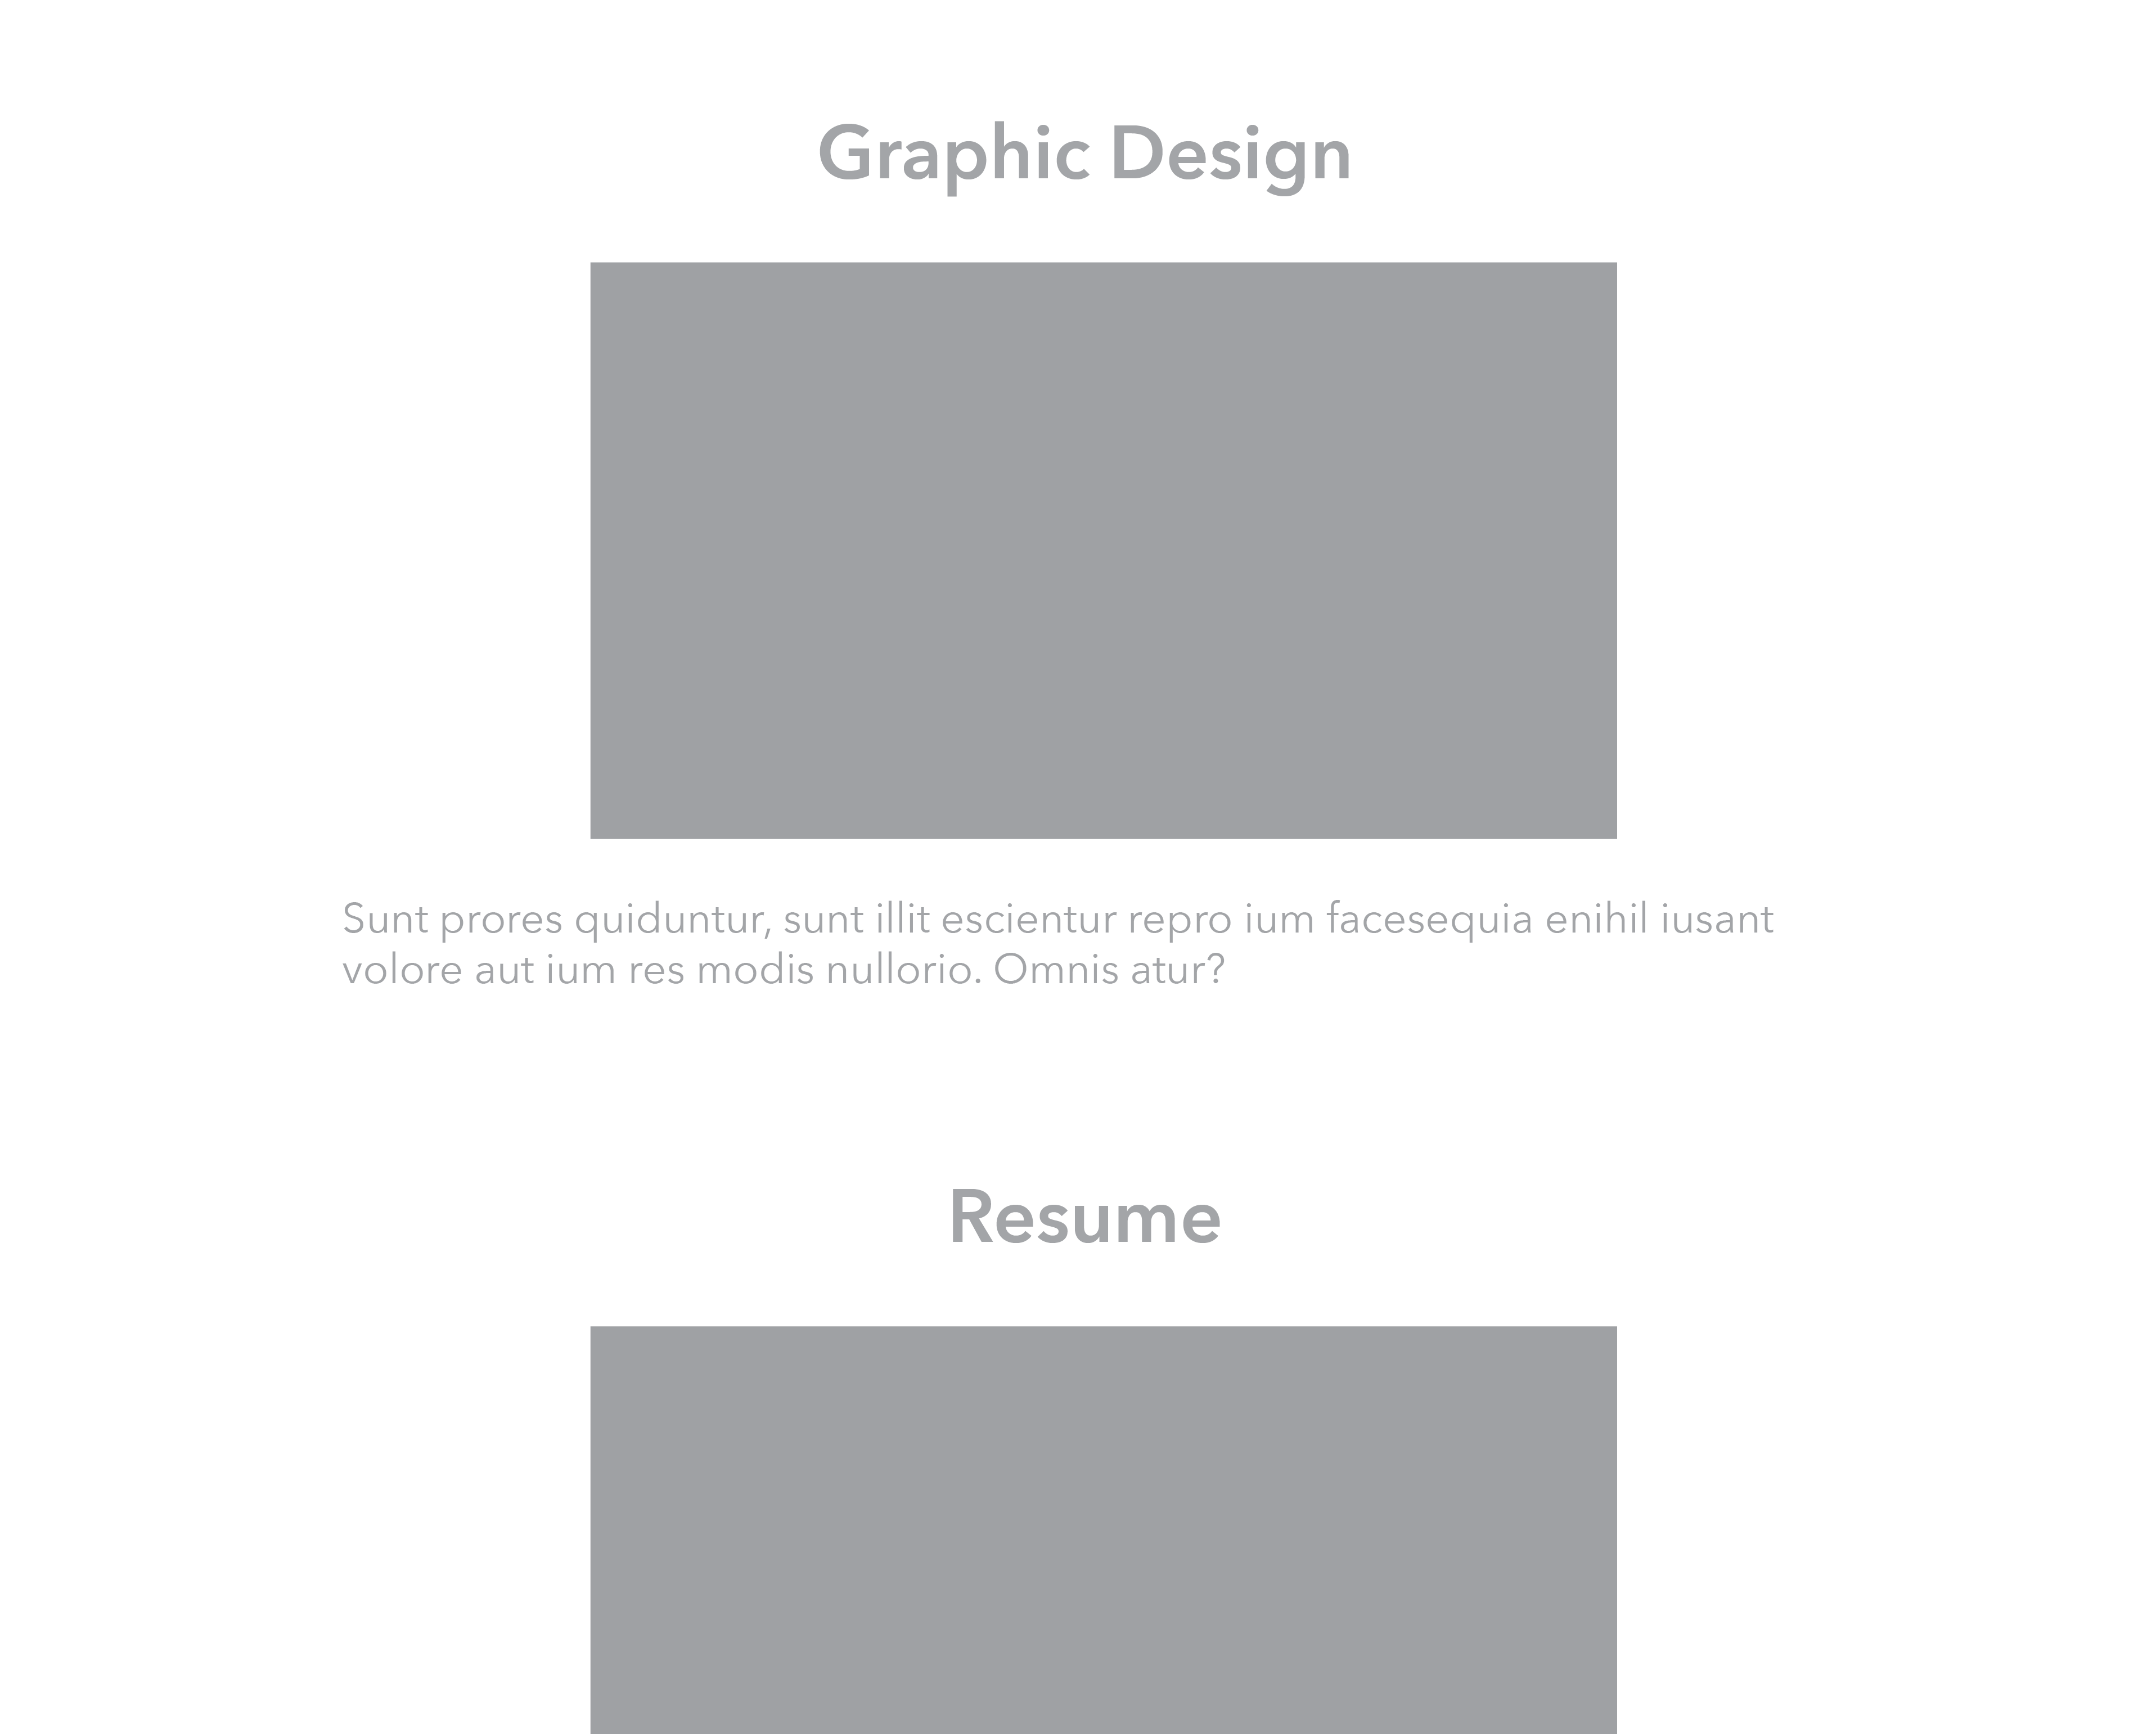 Graphic Design
Sunt prores quiduntur, sunt illit escientur repro ium facesequia enihil iusant
volore aut ium res modis nullorio. Omnis atur?
Resume